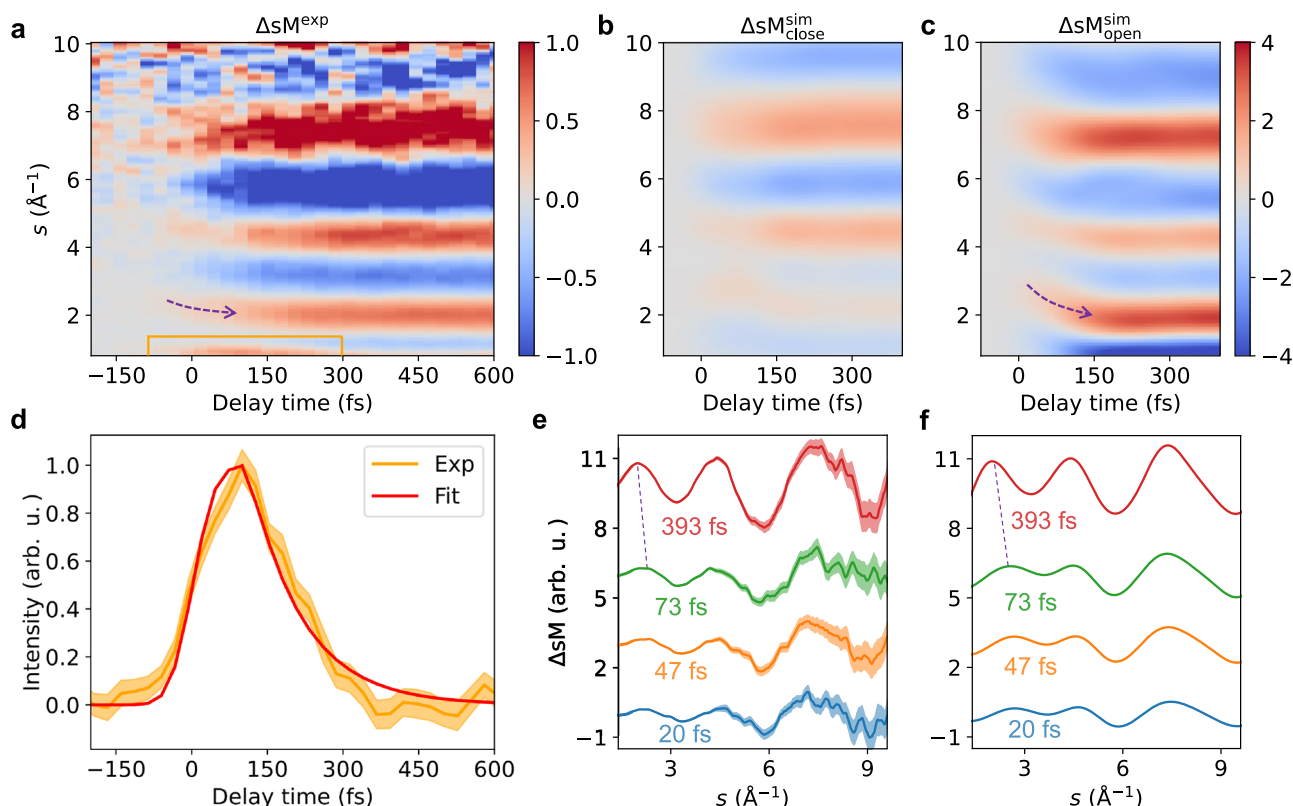 a
ΔsM^exp
b
ΔsM^sim_close
c
ΔsM^sim_open
10
8
6
4
2
s (Å⁻¹)
−150 0 150 300 450 600
Delay time (fs)
1.0
0.5
0.0
−0.5
−1.0
10
8
6
4
2
0 150 300
Delay time (fs)
10
8
6
4
2
0 150 300
Delay time (fs)
4
2
0
−2
−4
d
1.0
0.8
0.6
0.4
0.2
0.0
Intensity (arb. u.)
Exp
Fit
−150 0 150 300 450 600
Delay time (fs)
e
11
8
5
2
−1
ΔsM (arb. u.)
393 fs
73 fs
47 fs
20 fs
3 6 9
s (Å⁻¹)
f
11
8
5
2
−1
393 fs
73 fs
47 fs
20 fs
3 6 9
s (Å⁻¹)